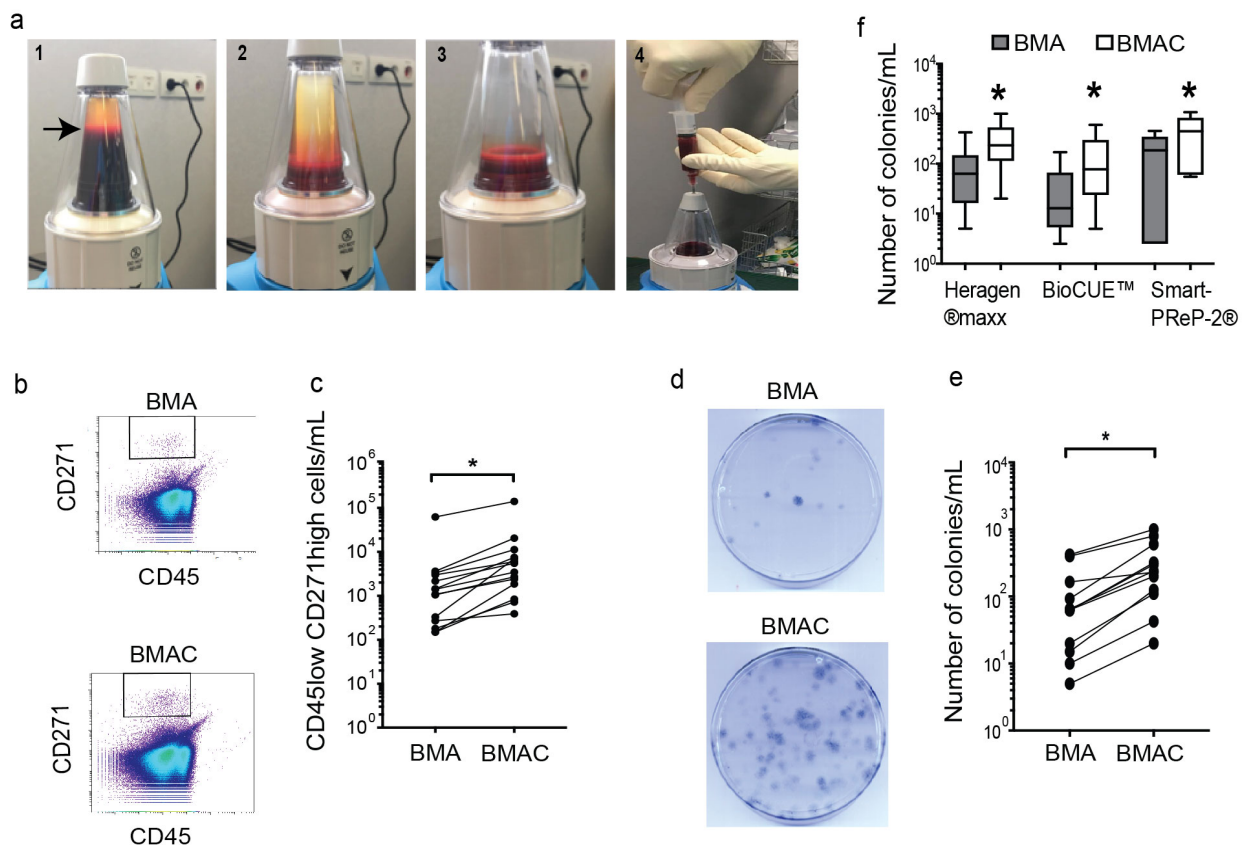 a
1
2
3
4
f
BMA
BMAC
Number of colonies/mL
10⁴
10³
10²
10¹
10⁰
*
*
*
Heragen
®maxx
BioCUE™
Smart-
PReP-2®
b
BMA
CD271
CD45
BMAC
CD271
CD45
c
CD45low CD271high cells/mL
10⁶
10⁵
10⁴
10³
10²
10¹
10⁰
*
BMA
BMAC
d
BMA
BMAC
e
Number of colonies/mL
10⁴
10³
10²
10¹
10⁰
*
BMA
BMAC